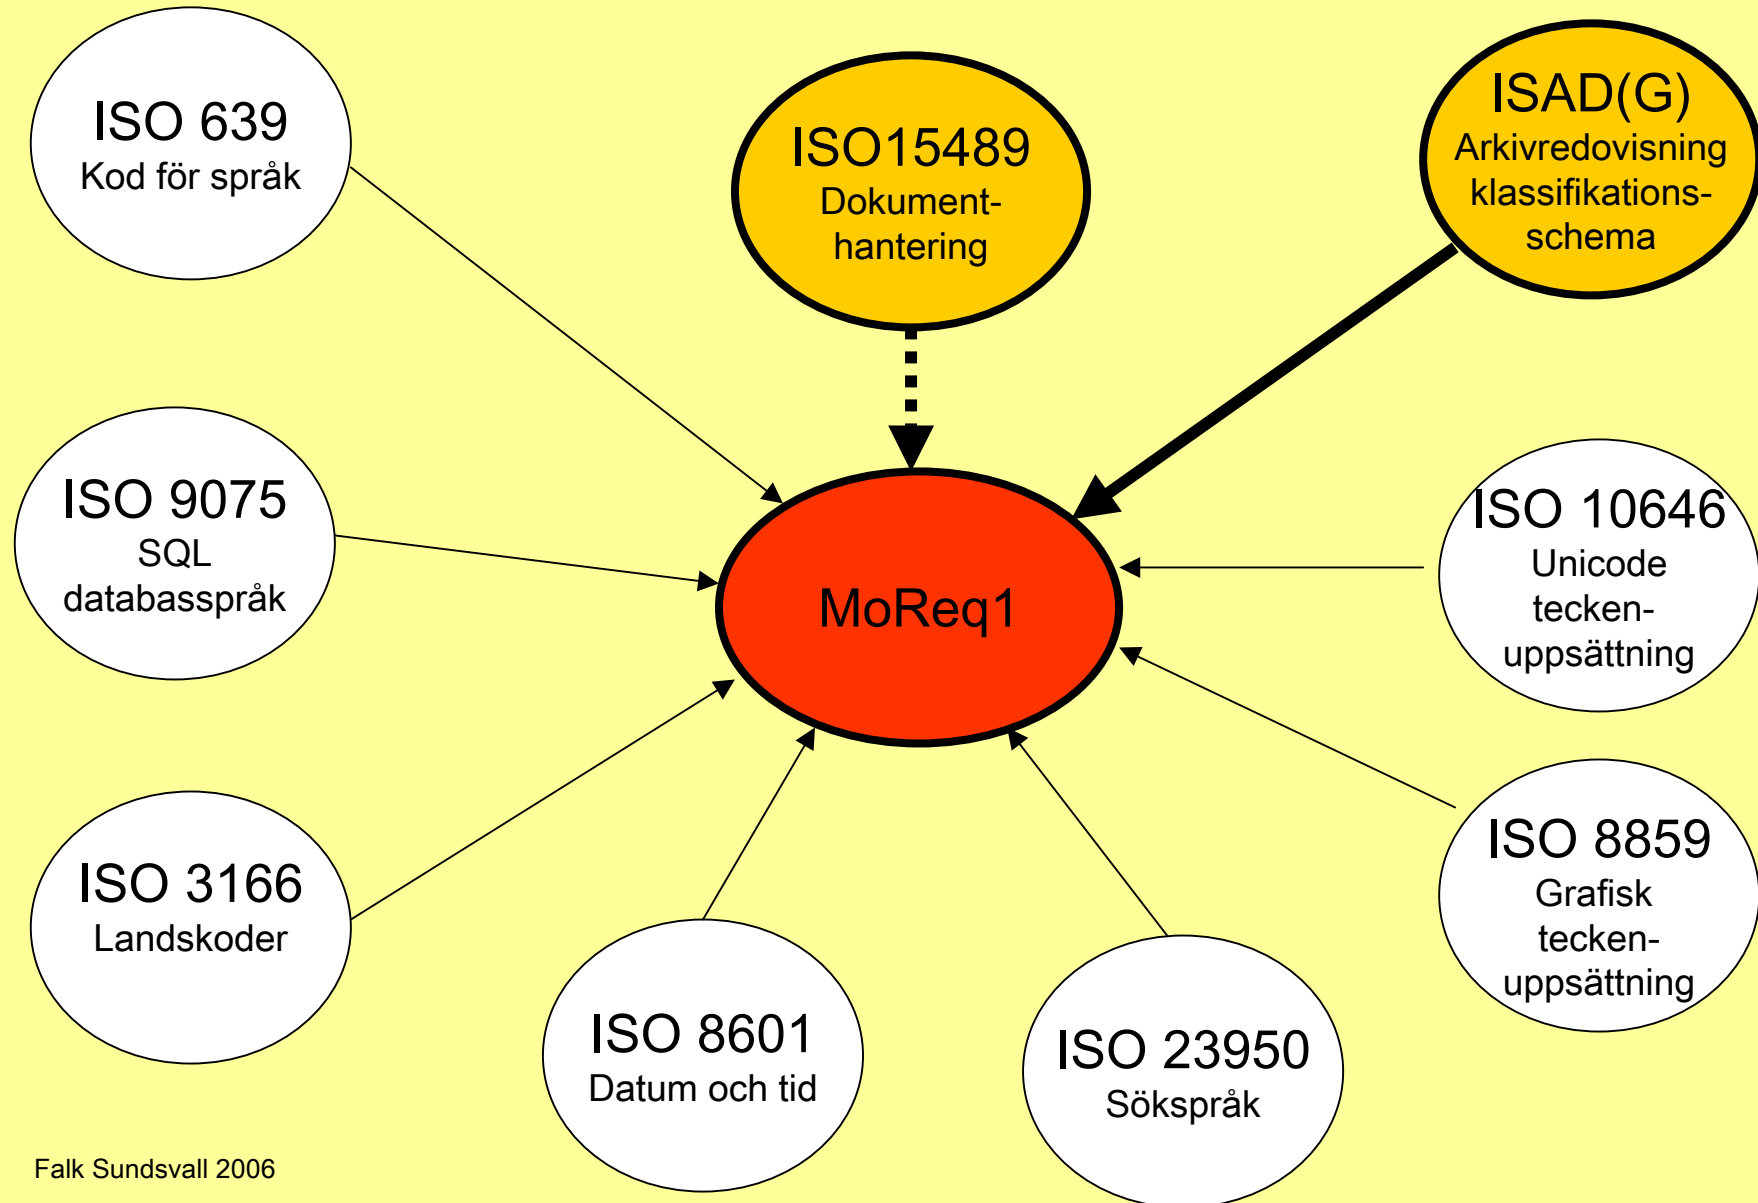 ISO 639
Kod för språk
ISO15489
Dokument-
hantering
ISAD(G)
Arkivredovisning
klassifikations-
schema
ISO 9075
SQL
databasspråk
MoReq1
ISO 10646
Unicode
tecken-
uppsättning
ISO 3166
Landskoder
ISO 8601
Datum och tid
ISO 23950
Sökspråk
ISO 8859
Grafisk
tecken-
uppsättning
Falk Sundsvall 2006